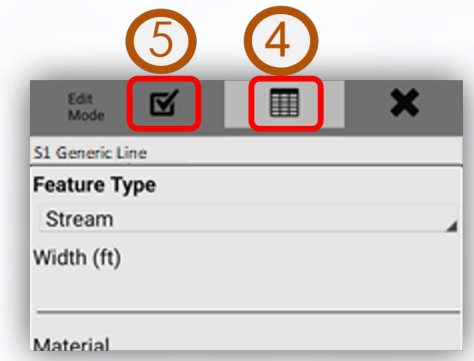 5 4
Edit
Mode
S1 Generic Line
Feature Type
Stream
Width (ft)
Material